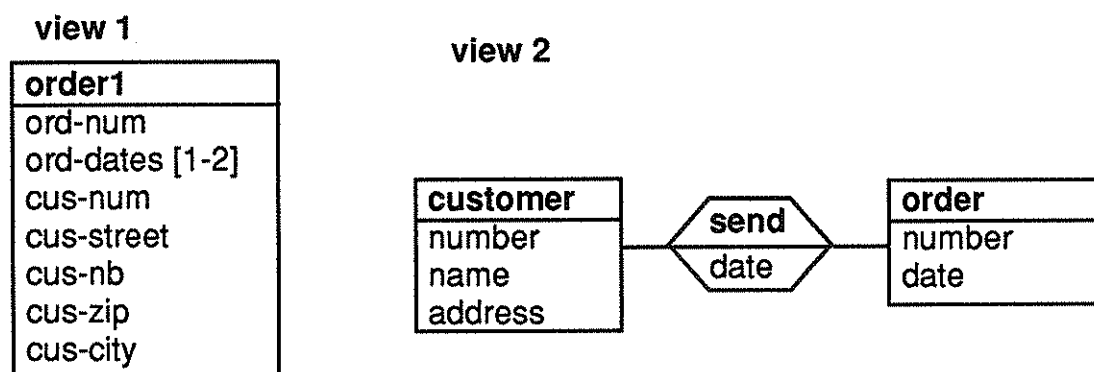 view 1
order1
ord-num
ord-dates [1-2]
cus-num
cus-street
cus-nb
cus-zip
cus-city
view 2
customer
number
name
address
send
date
order
number
date